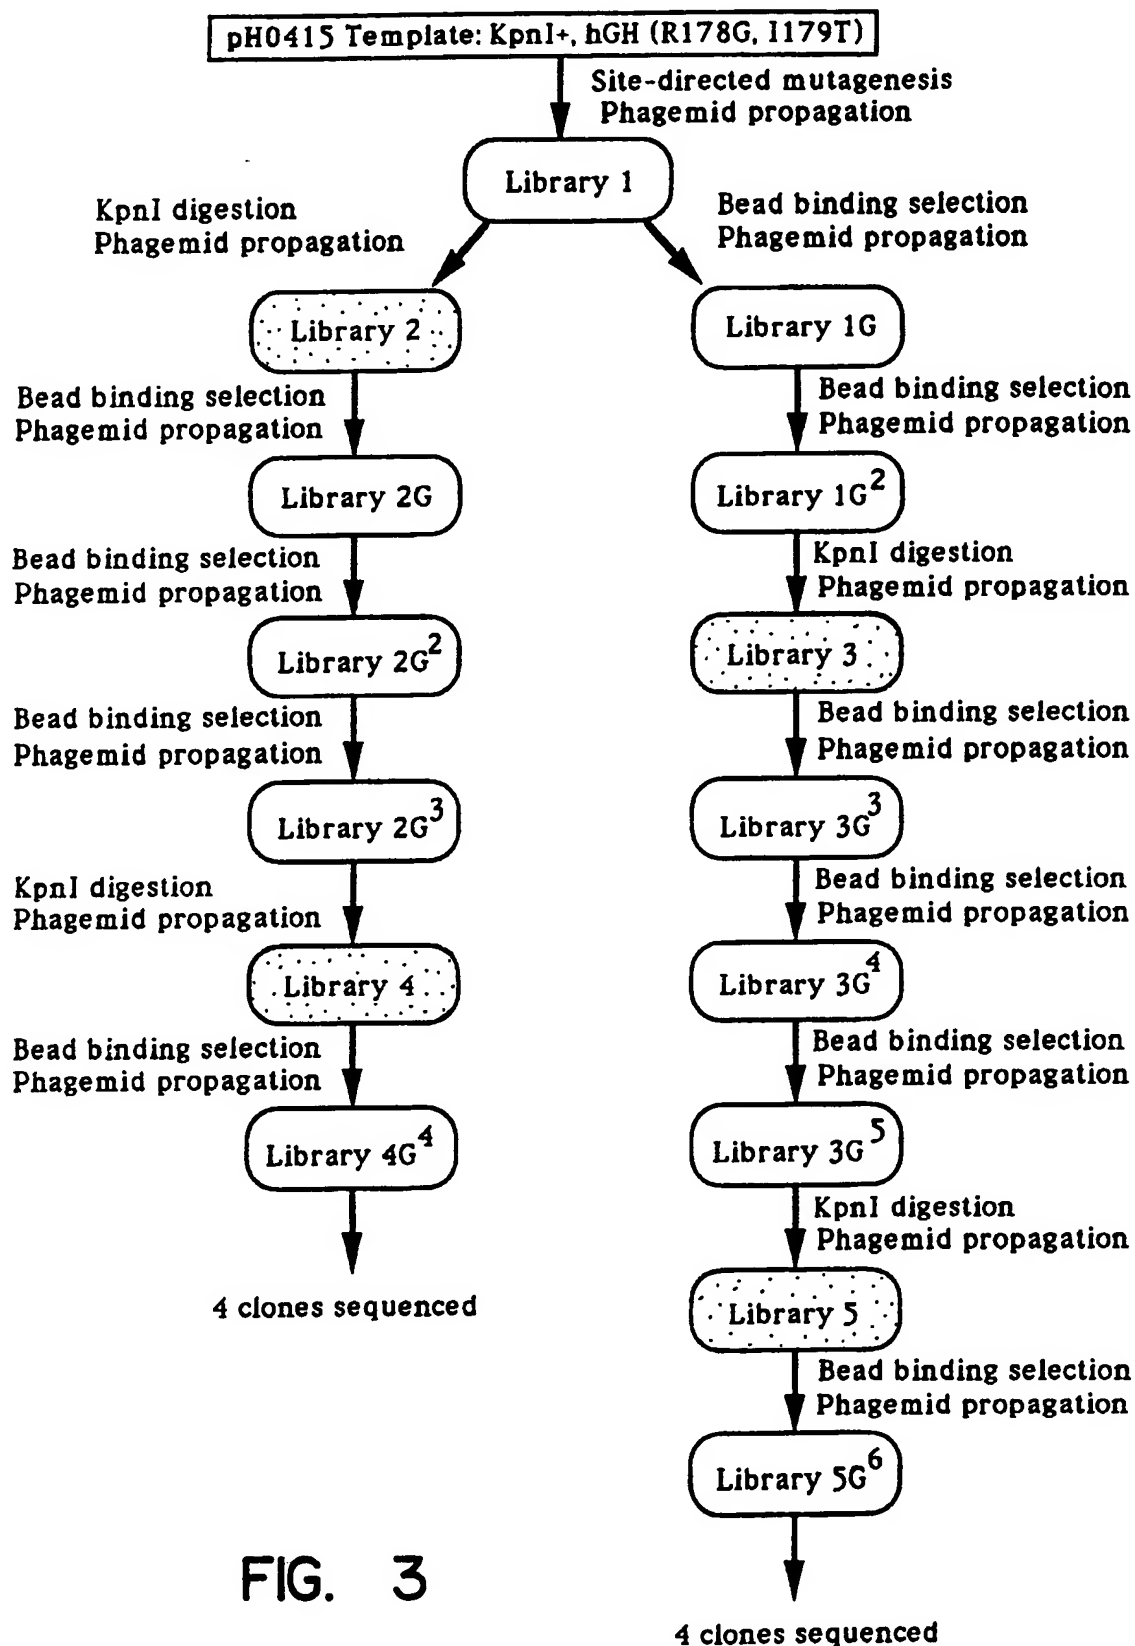 pH0415 Template: KpnI+, hGH (R178G, I179T)
Site-directed mutagenesis
Phagemid propagation
Library 1
KpnI digestion
Phagemid propagation
Bead binding selection
Phagemid propagation
Library 2
Library 1G
Bead binding selection
Phagemid propagation
Bead binding selection
Phagemid propagation
Library 2G
Library 1G²
Bead binding selection
Phagemid propagation
KpnI digestion
Phagemid propagation
Library 2G²
Library 3
Bead binding selection
Phagemid propagation
Bead binding selection
Phagemid propagation
Library 2G³
Library 3G³
KpnI digestion
Phagemid propagation
Bead binding selection
Phagemid propagation
Library 4
Library 3G⁴
Bead binding selection
Phagemid propagation
Bead binding selection
Phagemid propagation
Library 4G⁴
Library 3G⁵
KpnI digestion
Phagemid propagation
4 clones sequenced
Library 5
Bead binding selection
Phagemid propagation
Library 5G⁶
FIG. 3
4 clones sequenced